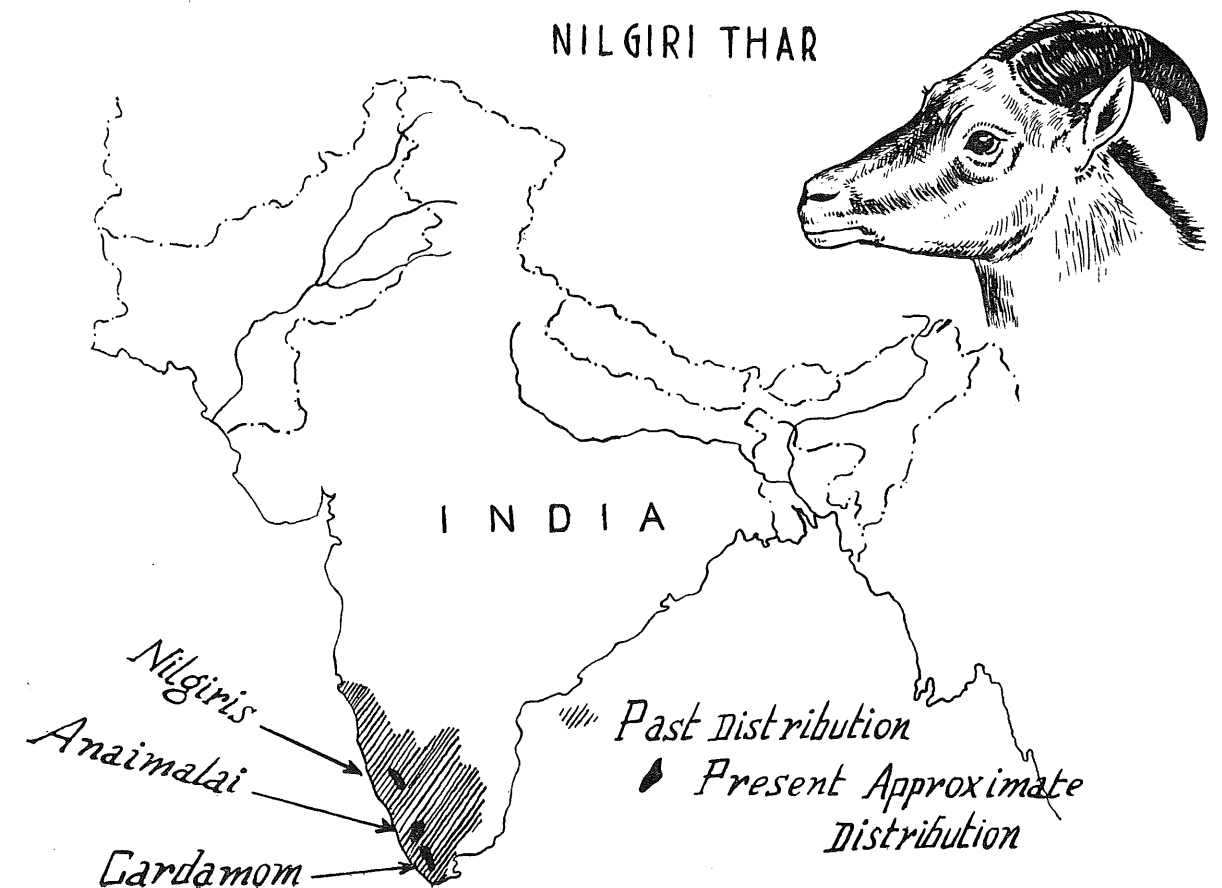 NILGIRI THAR
INDIA
Nilgiris
Anaimalai
Cardamom
Past Distribution
Present Approximate
Distribution